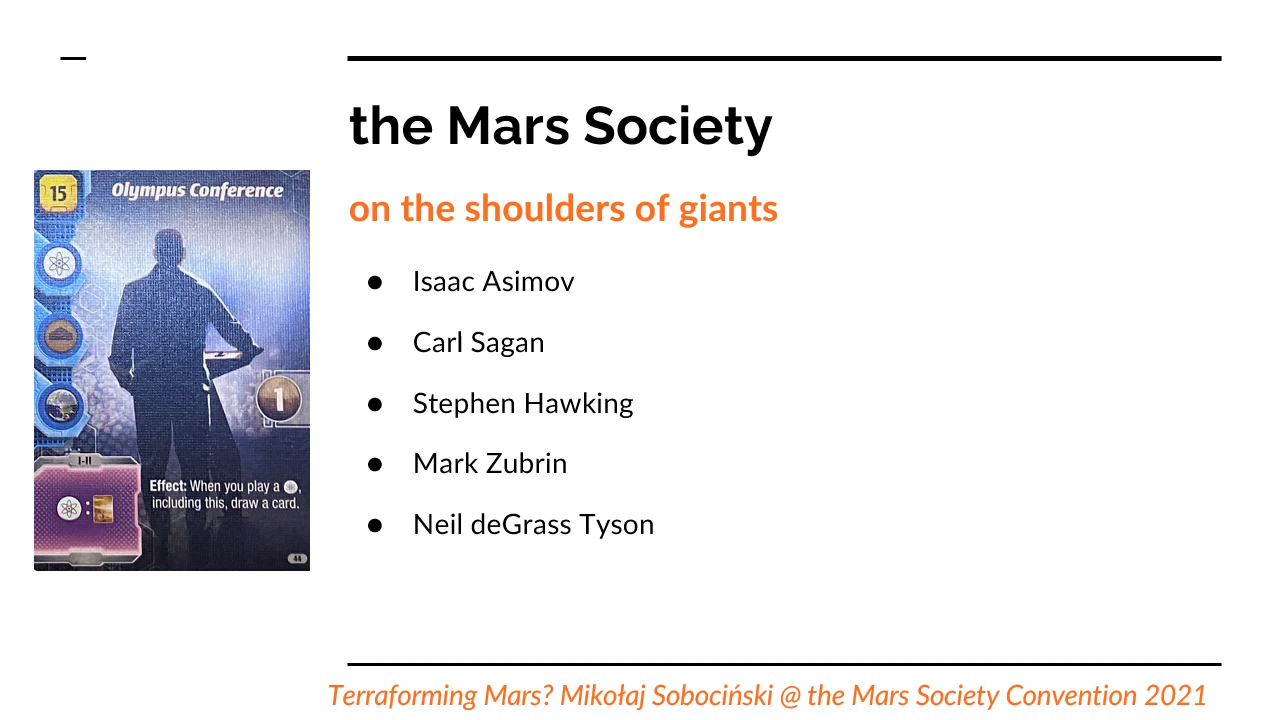 the Mars Society
on the shoulders of giants
● Isaac Asimov
● Carl Sagan
● Stephen Hawking
● Mark Zubrin
● Neil deGrass Tyson
15
Olympus Conference
1
I-II
Effect: When you play a ,
including this, draw a card.
:
44
Terraforming Mars? Mikołaj Sobociński @ the Mars Society Convention 2021